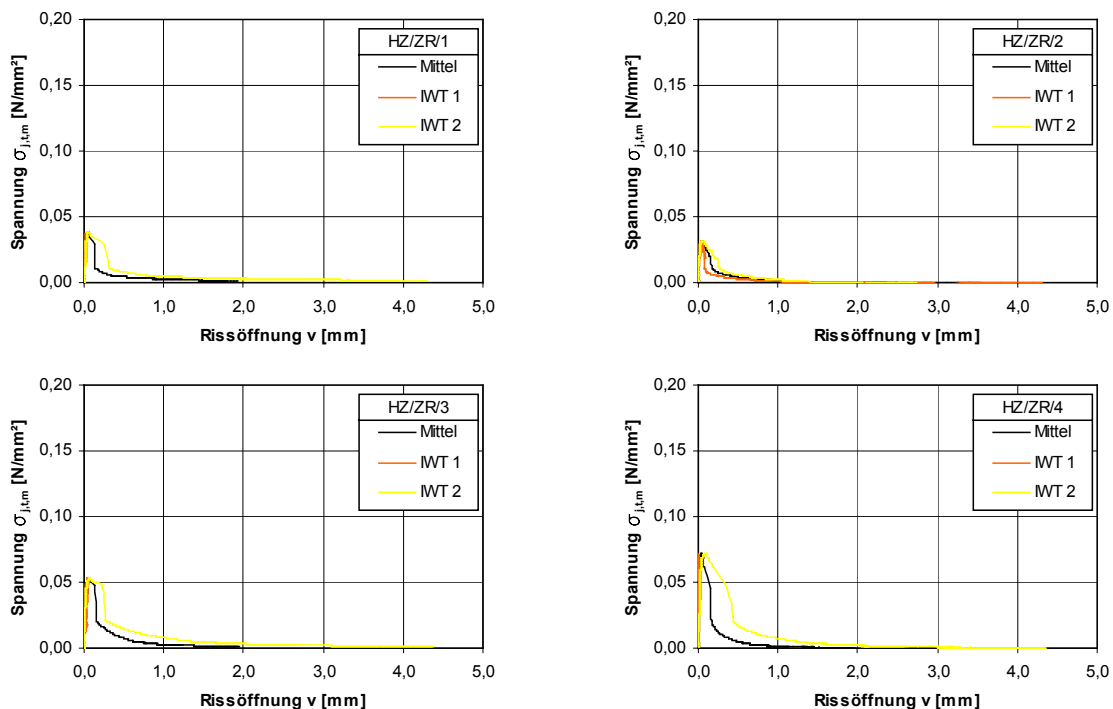 0,20
0,15
0,10
0,05
0,00
Spannung σj,t,m [N/mm²]
0,0 1,0 2,0 3,0 4,0 5,0
Rissöffnung v [mm]
HZ/ZR/1
Mittel
IWT 1
IWT 2
0,20
0,15
0,10
0,05
0,00
Spannung σj,t,m [N/mm²]
0,0 1,0 2,0 3,0 4,0 5,0
Rissöffnung v [mm]
HZ/ZR/2
Mittel
IWT 1
IWT 2
0,20
0,15
0,10
0,05
0,00
Spannung σj,t,m [N/mm²]
0,0 1,0 2,0 3,0 4,0 5,0
Rissöffnung v [mm]
HZ/ZR/3
Mittel
IWT 1
IWT 2
0,20
0,15
0,10
0,05
0,00
Spannung σj,t,m [N/mm²]
0,0 1,0 2,0 3,0 4,0 5,0
Rissöffnung v [mm]
HZ/ZR/4
Mittel
IWT 1
IWT 2